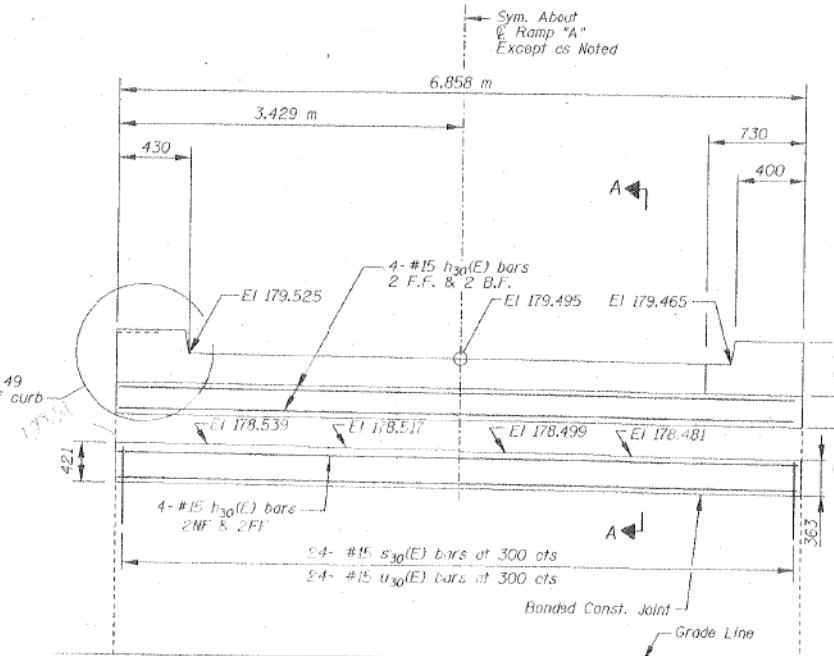 Sym. About
℄ Ramp "A"
Except as Noted
6.858 m
3.429 m
730
430
400
A
4- #15 h30(E) bars
2 F.F. & 2 B.F.
El 179.525
El 179.495
El 179.465
49
curb
El 178.539
El 178.517
El 178.499
El 178.481
421
4- #15 h30(E) bars
2NF & 2FF
A
363
24- #15 s30(E) bars at 300 cts
24- #15 u30(E) bars at 300 cts
Bonded Const. Joint
Grade Line